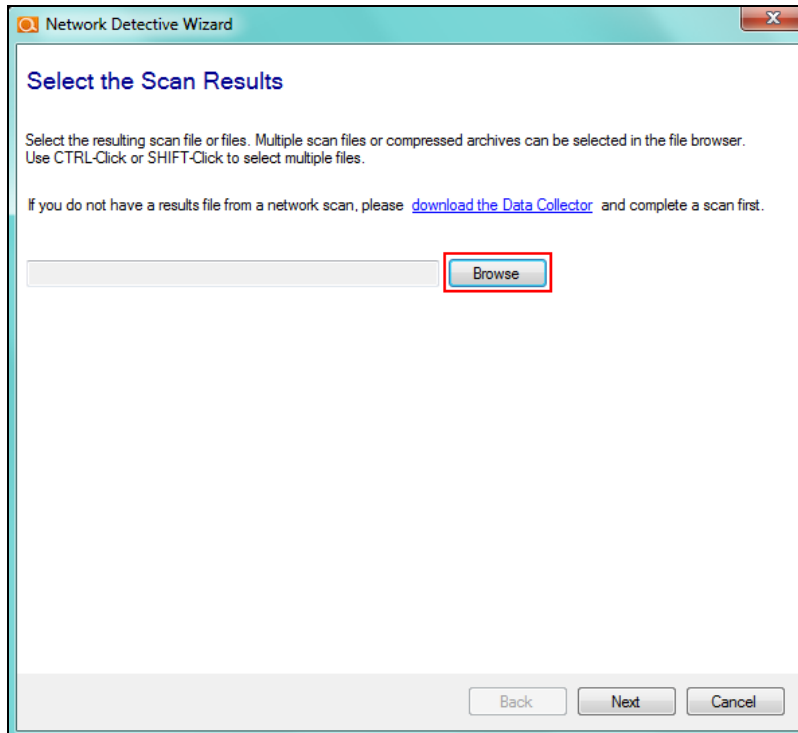 Network Detective Wizard
X
Select the Scan Results
Select the resulting scan file or files. Multiple scan files or compressed archives can be selected in the file browser.
Use CTRL-Click or SHIFT-Click to select multiple files.
If you do not have a results file from a network scan, please download the Data Collector and complete a scan first.
Browse
Back Next Cancel